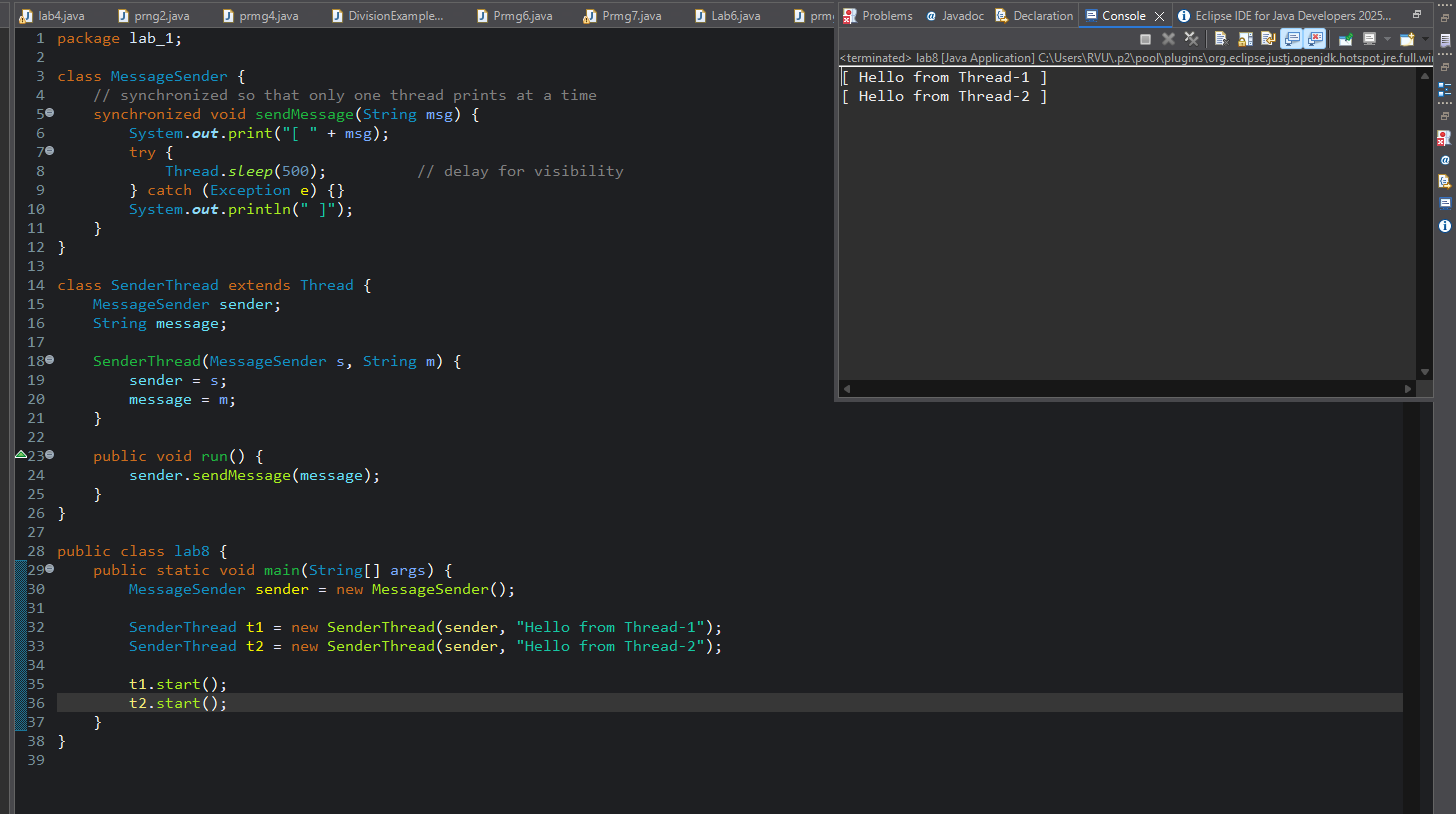 lab4.java prng2.java prmg4.java DivisionExample... Prmg6.java Prmg7.java Lab6.java prm
1 package lab_1;
2
3 class MessageSender {
4 // synchronized so that only one thread prints at a time
5 synchronized void sendMessage(String msg) {
6 System.out.print("[ " + msg);
7 try {
8 Thread.sleep(500); // delay for visibility
9 } catch (Exception e) {}
10 System.out.println(" ]");
11 }
12 }
13
14 class SenderThread extends Thread {
15 MessageSender sender;
16 String message;
17
18 SenderThread(MessageSender s, String m) {
19 sender = s;
20 message = m;
21 }
22
23 public void run() {
24 sender.sendMessage(message);
25 }
26 }
27
28 public class lab8 {
29 public static void main(String[] args) {
30 MessageSender sender = new MessageSender();
31
32 SenderThread t1 = new SenderThread(sender, "Hello from Thread-1");
33 SenderThread t2 = new SenderThread(sender, "Hello from Thread-2");
34
35 t1.start();
36 t2.start();
37 }
38 }
39
Problems Javadoc Declaration Console Eclipse IDE for Java Developers 2025...
<terminated> lab8 [Java Application] C:\Users\RVU\.p2\pool\plugins\org.eclipse.justj.openjdk.hotspot.jre.full.wi
[ Hello from Thread-1 ]
[ Hello from Thread-2 ]